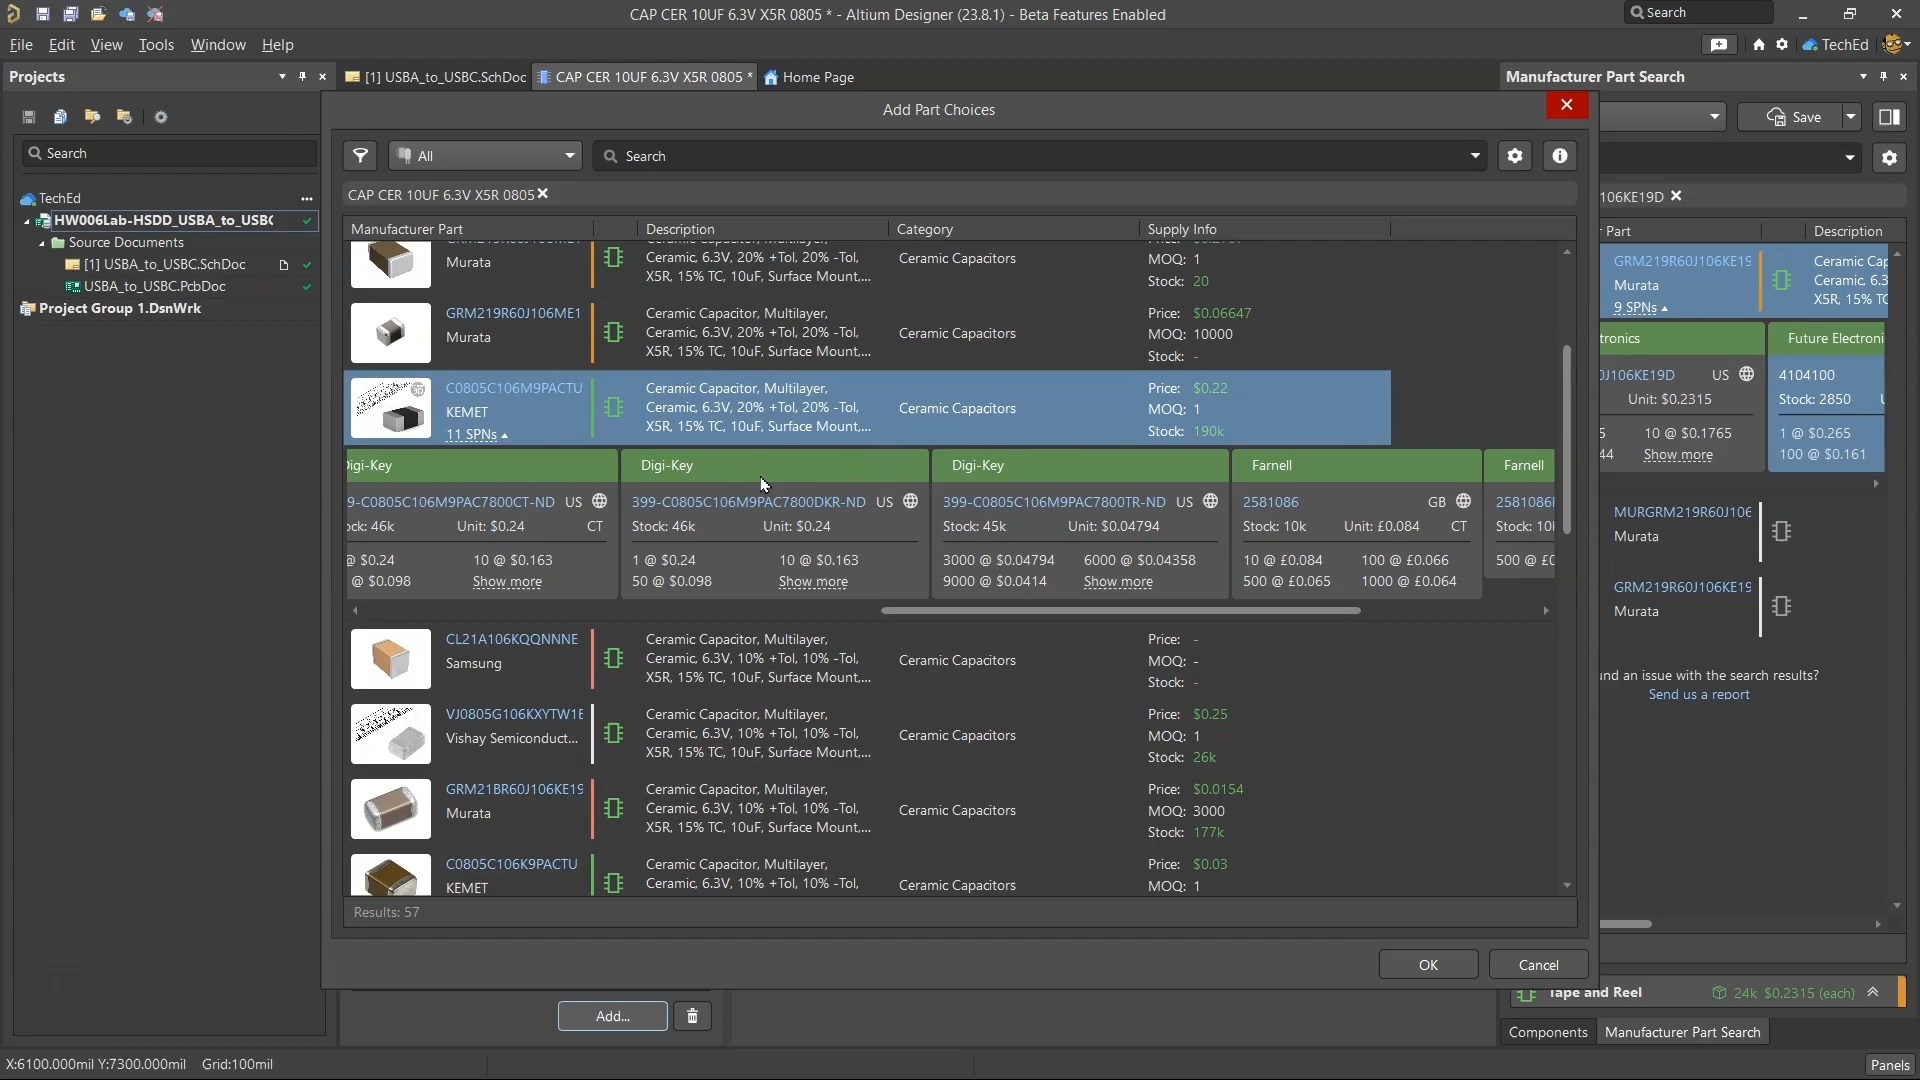 CAP CER 10UF 6.3V X5R 0805 * - Altium Designer (23.8.1) - Beta Features Enabled
Search
File Edit View Tools Window Help
TechEd
Projects
[1] USBA_to_USBC.SchDoc
CAP CER 10UF 6.3V X5R 0805 *
Home Page
Manufacturer Part Search
Search
TechEd
HW006Lab-HSDD_USBA_to_USBC
Source Documents
[1] USBA_to_USBC.SchDoc
USBA_to_USBC.PcbDoc
Project Group 1.DsnWrk
Add Part Choices
All
Search
CAP CER 10UF 6.3V X5R 0805
Manufacturer Part Description Category Supply Info
Murata
Ceramic, 6.3V, 20% +Tol, 20% -Tol,
X5R, 15% TC, 10uF, Surface Mount,...
Ceramic Capacitors
MOQ: 1
Stock: 20
GRM219R60J106ME1
Murata
Ceramic Capacitor, Multilayer,
Ceramic, 6.3V, 20% +Tol, 20% -Tol,
X5R, 15% TC, 10uF, Surface Mount,...
Ceramic Capacitors
Price: $0.06647
MOQ: 10000
Stock: -
C0805C106M9PACTU
KEMET
11 SPNs
Ceramic Capacitor, Multilayer,
Ceramic, 6.3V, 20% +Tol, 20% -Tol,
X5R, 15% TC, 10uF, Surface Mount,...
Ceramic Capacitors
Price: $0.22
MOQ: 1
Stock: 190k
Digi-Key
9-C0805C106M9PAC7800CT-ND US
ock: 46k Unit: $0.24 CT
@ $0.24 10 @ $0.163
@ $0.098 Show more
Digi-Key
399-C0805C106M9PAC7800DKR-ND US
Stock: 46k Unit: $0.24
1 @ $0.24 10 @ $0.163
50 @ $0.098 Show more
Digi-Key
399-C0805C106M9PAC7800TR-ND US
Stock: 45k Unit: $0.04794
3000 @ $0.04794 6000 @ $0.04358
9000 @ $0.0414 Show more
Farnell
2581086 GB
Stock: 10k Unit: £0.084 CT
10 @ £0.084 100 @ £0.066
500 @ £0.065 1000 @ £0.064
Farnell
2581086
Stock: 10
500 @ £0
CL21A106KQQNNNE
Samsung
Ceramic Capacitor, Multilayer,
Ceramic, 6.3V, 10% +Tol, 10% -Tol,
X5R, 15% TC, 10uF, Surface Mount,...
Ceramic Capacitors
Price: -
MOQ: -
Stock: -
VJ0805G106KXYTW1E
Vishay Semiconduct...
Ceramic Capacitor, Multilayer,
Ceramic, 6.3V, 10% +Tol, 10% -Tol,
X5R, 15% TC, 10uF, Surface Mount,...
Ceramic Capacitors
Price: $0.25
MOQ: 1
Stock: 26k
GRM21BR60J106KE19
Murata
Ceramic Capacitor, Multilayer,
Ceramic, 6.3V, 10% +Tol, 10% -Tol,
X5R, 15% TC, 10uF, Surface Mount,...
Ceramic Capacitors
Price: $0.0154
MOQ: 3000
Stock: 177k
C0805C106K9PACTU
KEMET
Ceramic Capacitor, Multilayer,
Ceramic, 6.3V, 10% +Tol, 10% -Tol,
Ceramic Capacitors
Price: $0.03
MOQ: 1
Results: 57
OK Cancel
Add...
Save
106KE19D
Part Description
GRM219R60J106KE19
Murata
9 SPNs
Ceramic Cap
Ceramic, 6.3
X5R, 15% TC
tronics
0J106KE19D US
Unit: $0.2315
5 10 @ $0.1765
44 Show more
Future Electroni
4104100
Stock: 2850
1 @ $0.265
100 @ $0.161
MURGRM219R60J106
Murata
GRM219R60J106KE19
Murata
und an issue with the search results?
Send us a report
Tape and Reel 24k $0.2315 (each)
Components Manufacturer Part Search
X:6100.000mil Y:7300.000mil Grid:100mil
Panels